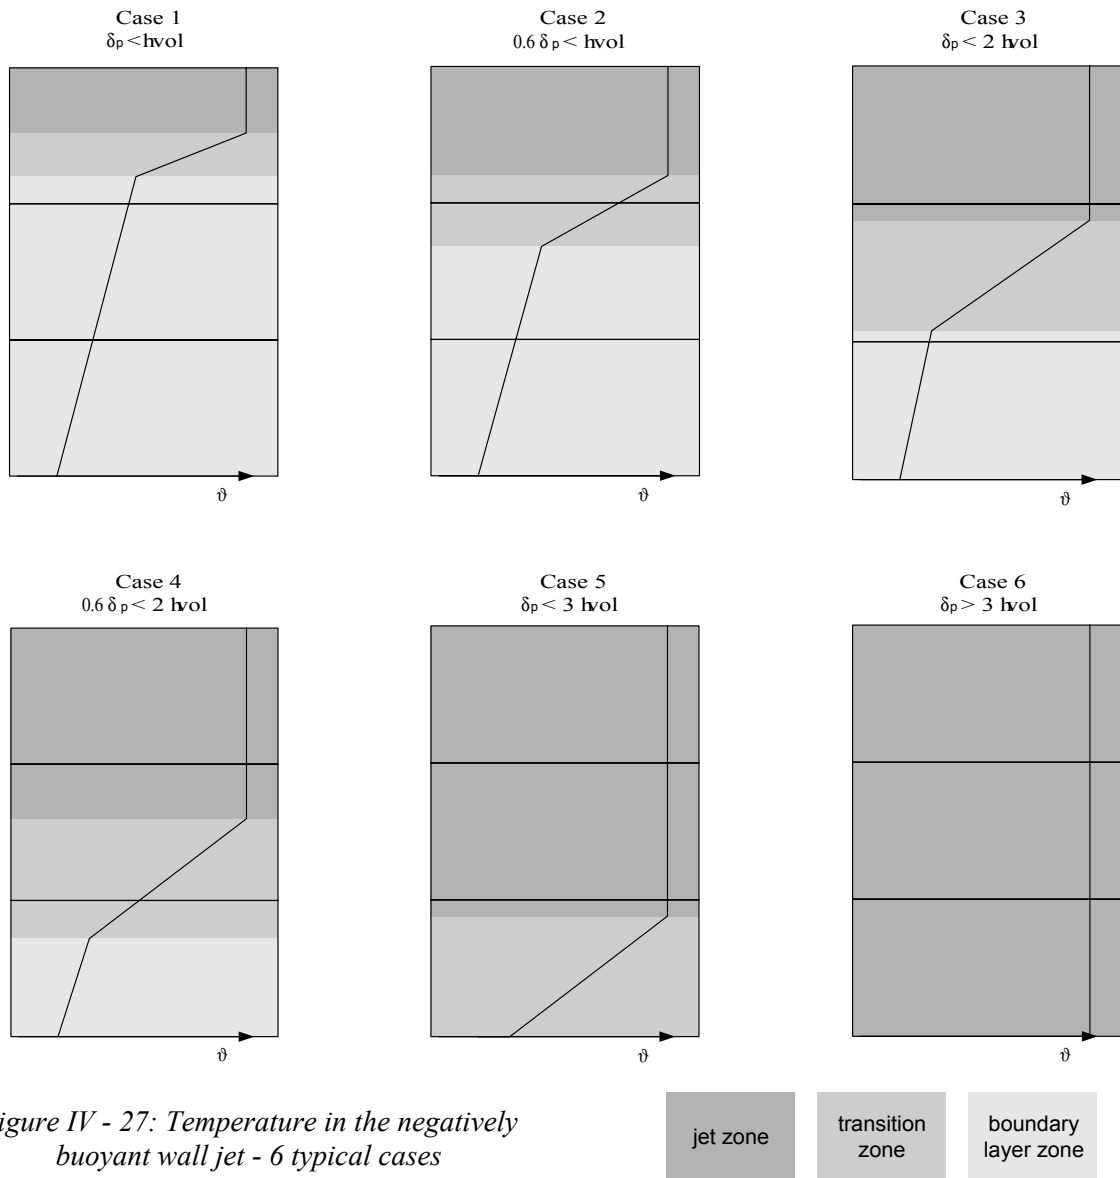 Case 1
δp <hvol
Case 2
0.6 δp < hvol
Case 3
δp < 2 hvol
ϑ
ϑ
ϑ
Case 4
0.6 δp < 2 hvol
Case 5
δp < 3 hvol
Case 6
δp > 3 hvol
ϑ
ϑ
ϑ
igure IV - 27: Temperature in the negatively
buoyant wall jet - 6 typical cases
jet zone
transition
zone
boundary
layer zone